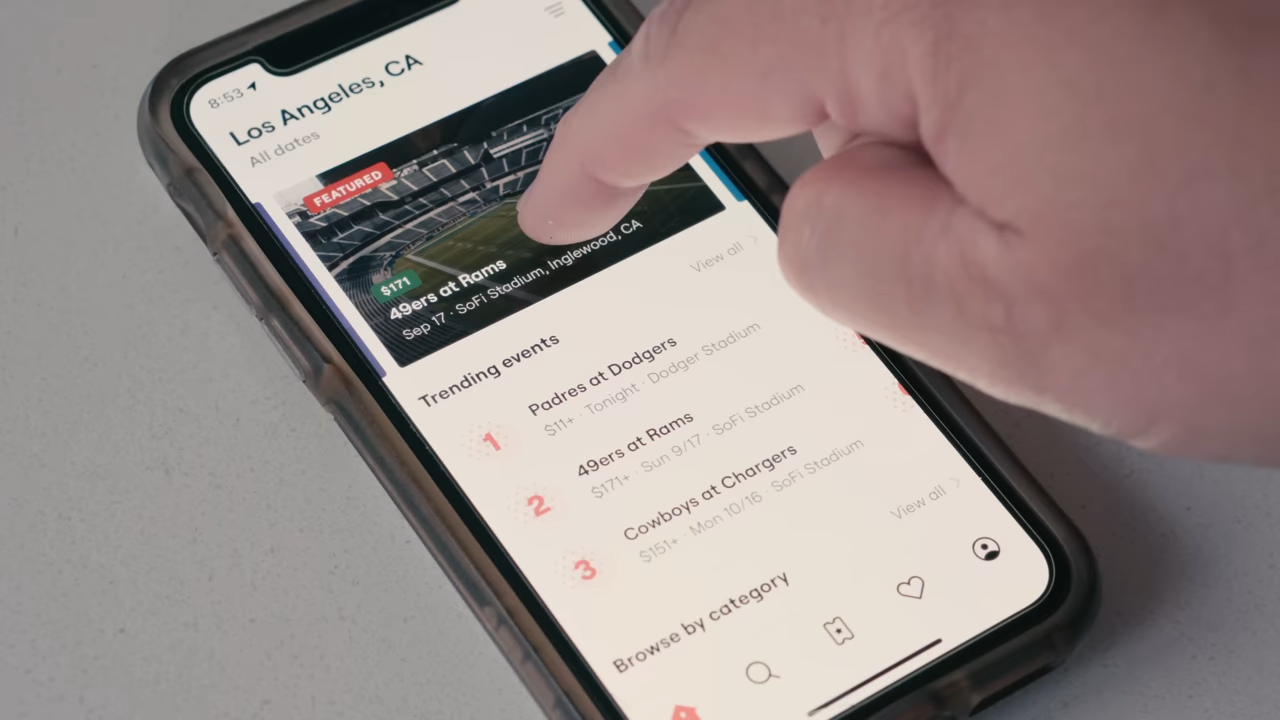 8:53
Los Angeles, CA
All dates
FEATURED
$171
49ers at Rams
Sep 17 · SoFi Stadium, Inglewood, CA
View all
Trending events
1
Padres at Dodgers
$11+ · Tonight · Dodger Stadium
2
49ers at Rams
$171+ · Sun 9/17 · SoFi Stadium
3
Cowboys at Chargers
$151+ · Mon 10/16 · SoFi Stadium
View all
Browse by category